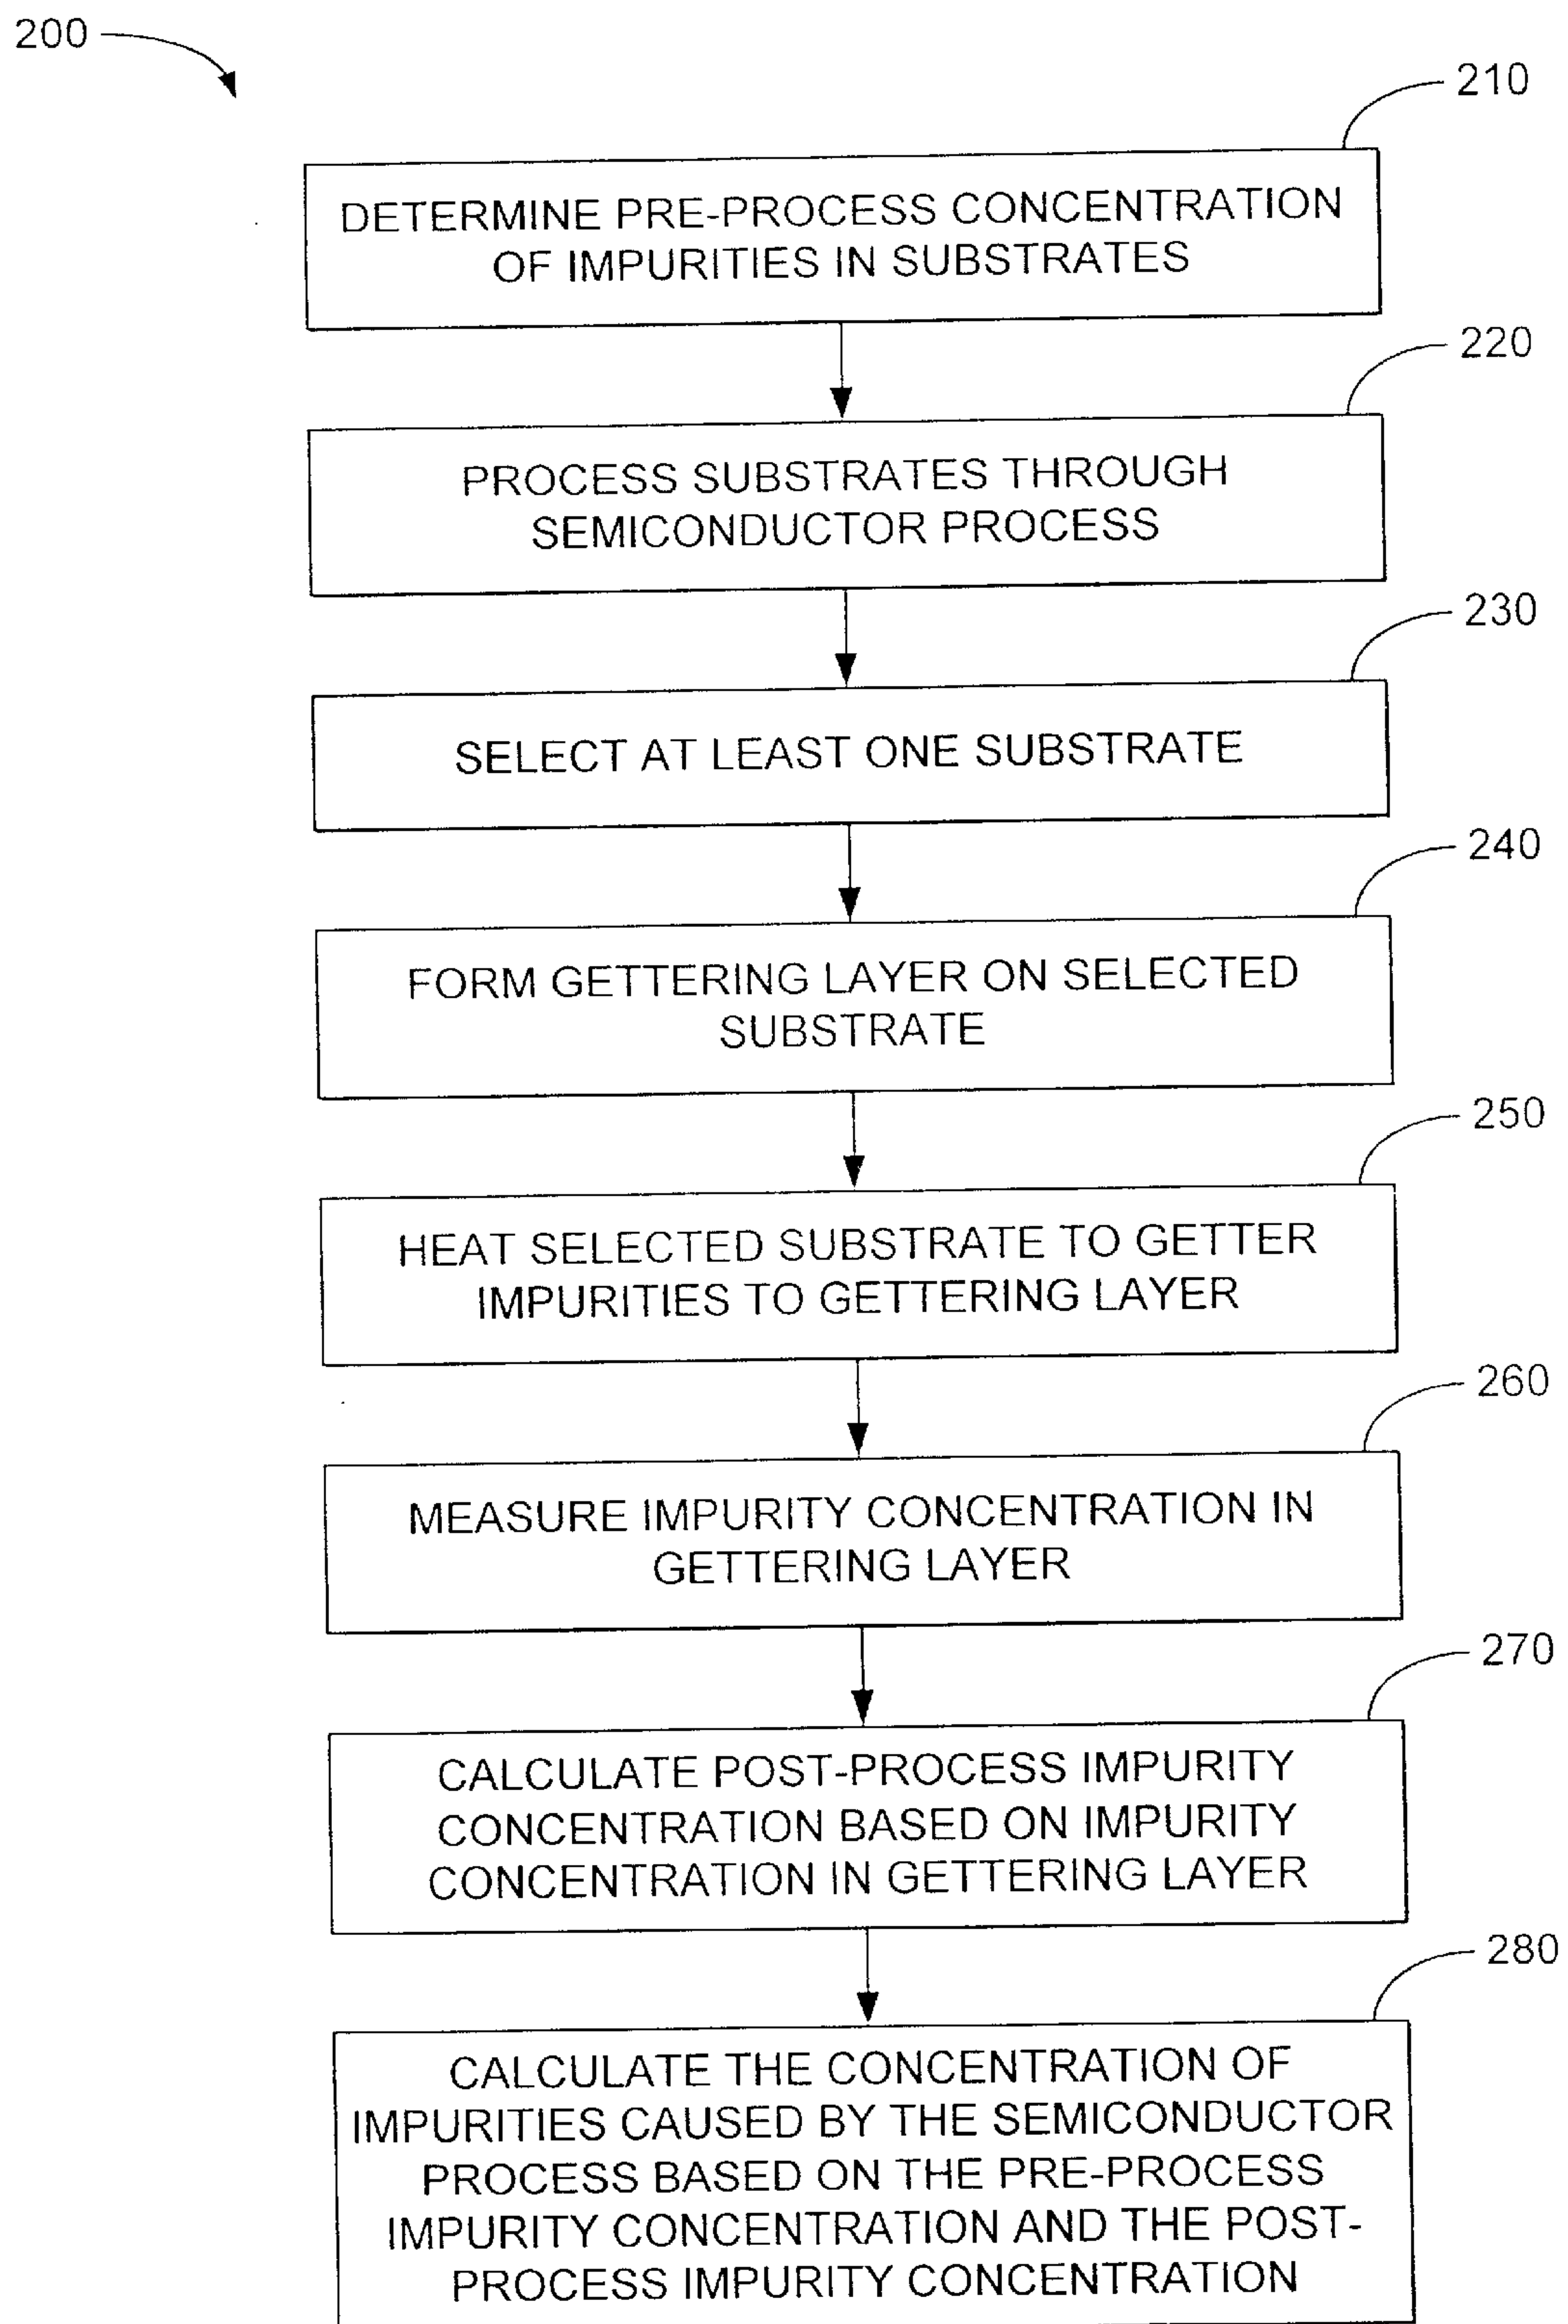 200
210
DETERMINE PRE-PROCESS CONCENTRATION
OF IMPURITIES IN SUBSTRATES
220
PROCESS SUBSTRATES THROUGH
SEMICONDUCTOR PROCESS
230
SELECT AT LEAST ONE SUBSTRATE
240
FORM GETTERING LAYER ON SELECTED
SUBSTRATE
250
HEAT SELECTED SUBSTRATE TO GETTER
IMPURITIES TO GETTERING LAYER
260
MEASURE IMPURITY CONCENTRATION IN
GETTERING LAYER
270
CALCULATE POST-PROCESS IMPURITY
CONCENTRATION BASED ON IMPURITY
CONCENTRATION IN GETTERING LAYER
280
CALCULATE THE CONCENTRATION OF
IMPURITIES CAUSED BY THE SEMICONDUCTOR
PROCESS BASED ON THE PRE-PROCESS
IMPURITY CONCENTRATION AND THE POST-
PROCESS IMPURITY CONCENTRATION